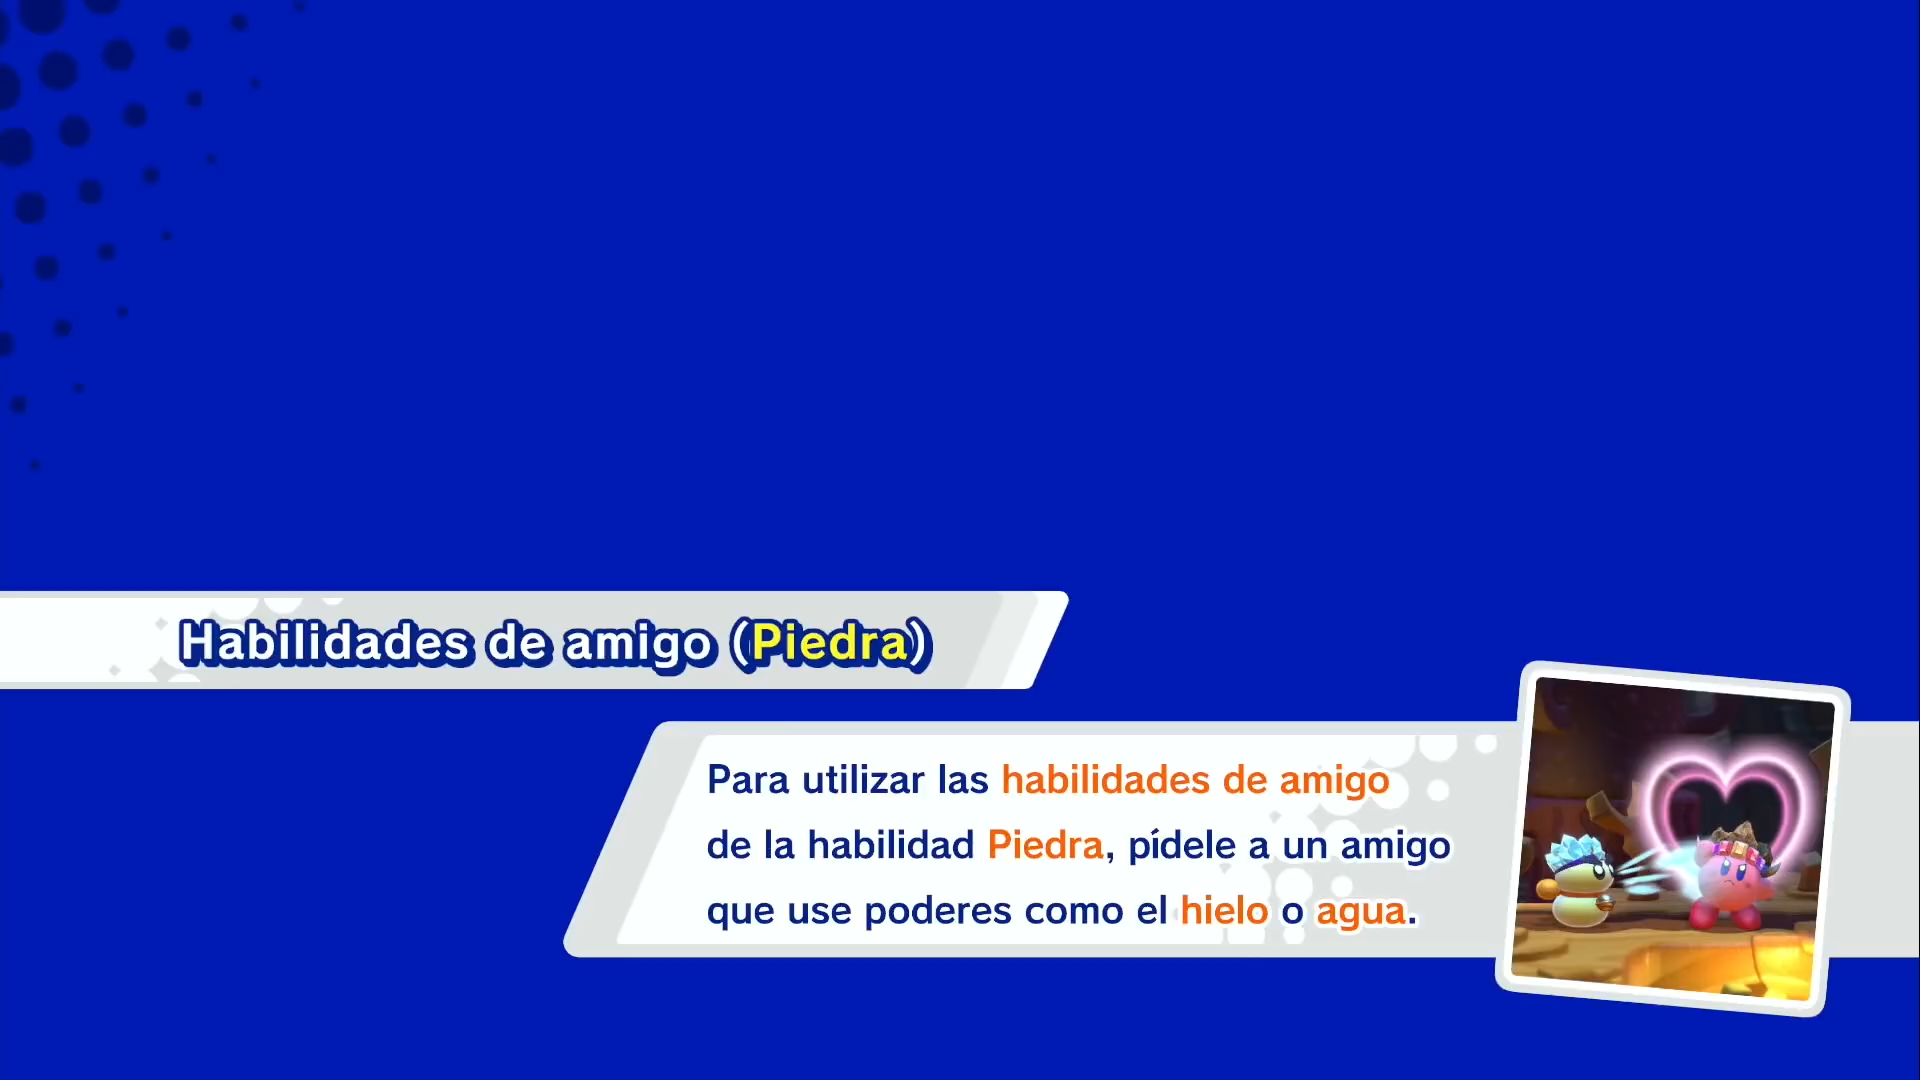 Habilidades de amigo (Piedra)
Para utilizar las habilidades de amigo
de la habilidad Piedra, pídele a un amigo
que use poderes como el hielo o agua.